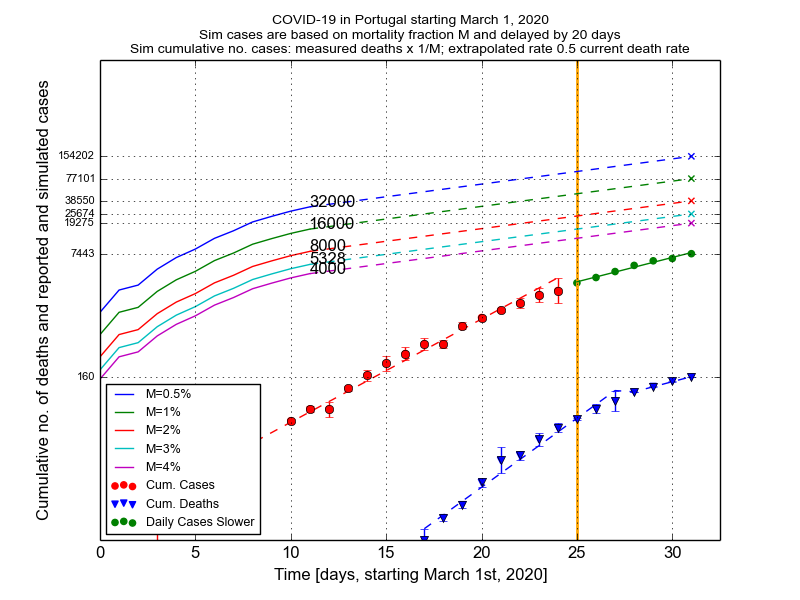 COVID-19 in Portugal starting March 1, 2020
Sim cases are based on mortality fraction M and delayed by 20 days
Sim cumulative no. cases: measured deaths x 1/M; extrapolated rate 0.5 current death rate
Cumulative no. of deaths and reported and simulated cases
154202
77101
38550
25674
19275
7443
160
32000
16000
8000
5328
4000
M=0.5%
M=1%
M=2%
M=3%
M=4%
Cum. Cases
Cum. Deaths
Daily Cases Slower
0 5 10 15 20 25 30
Time [days, starting March 1st, 2020]